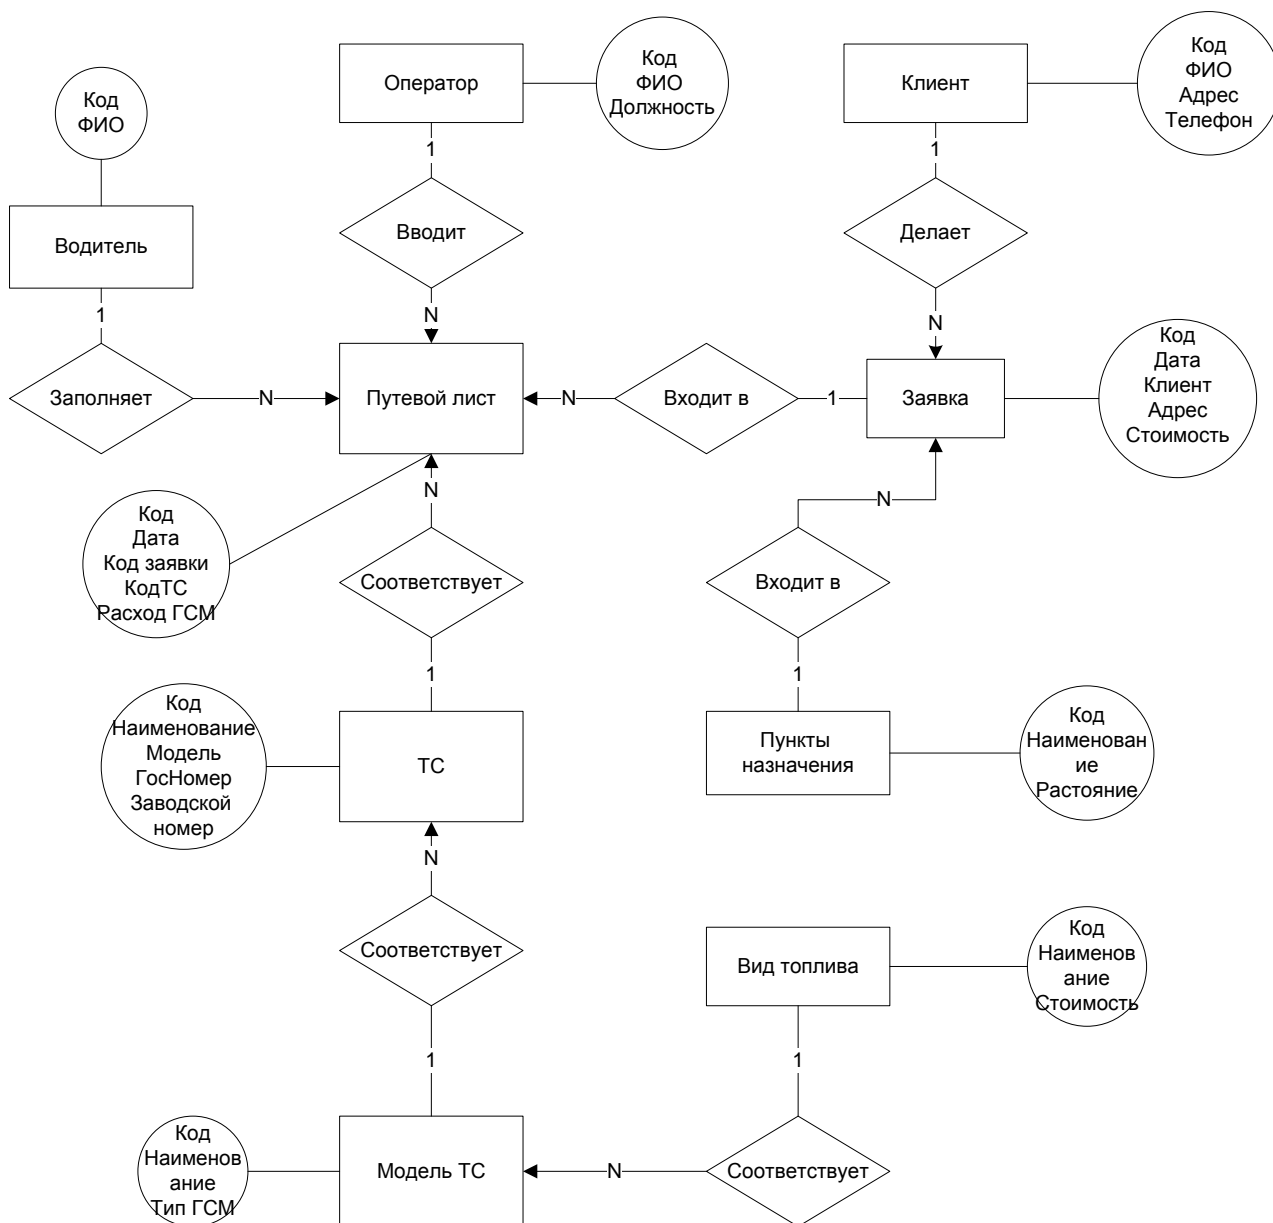 Код
ФИО
Оператор
Код
ФИО
Должность
Клиент
Код
ФИО
Адрес
Телефон
1
1
Водитель
Вводит
Делает
1
N
N
Заполняет
N
Путевой лист
N
Входит в
1
Заявка
Код
Дата
Клиент
Адрес
Стоимость
N
N
Код
Дата
Код заявки
КодТС
Расход ГСМ
Соответствует
Входит в
1
1
Код
Наименование
Модель
ГосНомер
Заводской
номер
ТС
Пункты
назначения
Код
Наименован
ие
Растояние
N
Соответствует
Вид топлива
Код
Наименов
ание
Стоимость
1
1
Код
Наименов
ание
Тип ГСМ
Модель ТС
N
Соответствует